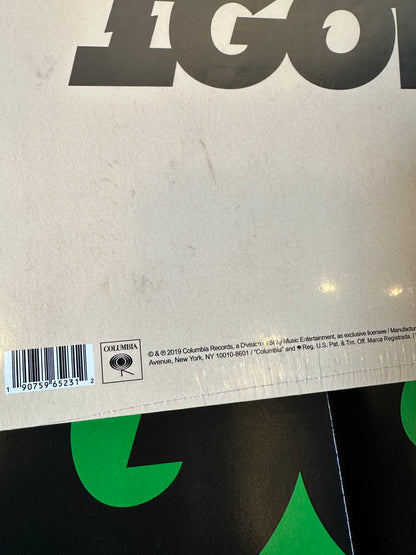 IGO
COLUMBIA
© & ℗ 2019 Columbia Records, a Division of Sony Music Entertainment, as exclusive licensee / Manufactur
Avenue, New York, NY 10010-8601 / "Columbia" and Reg. U.S. Pat. & Tm. Off. Marca Registrada. /
1 90759 65231 2